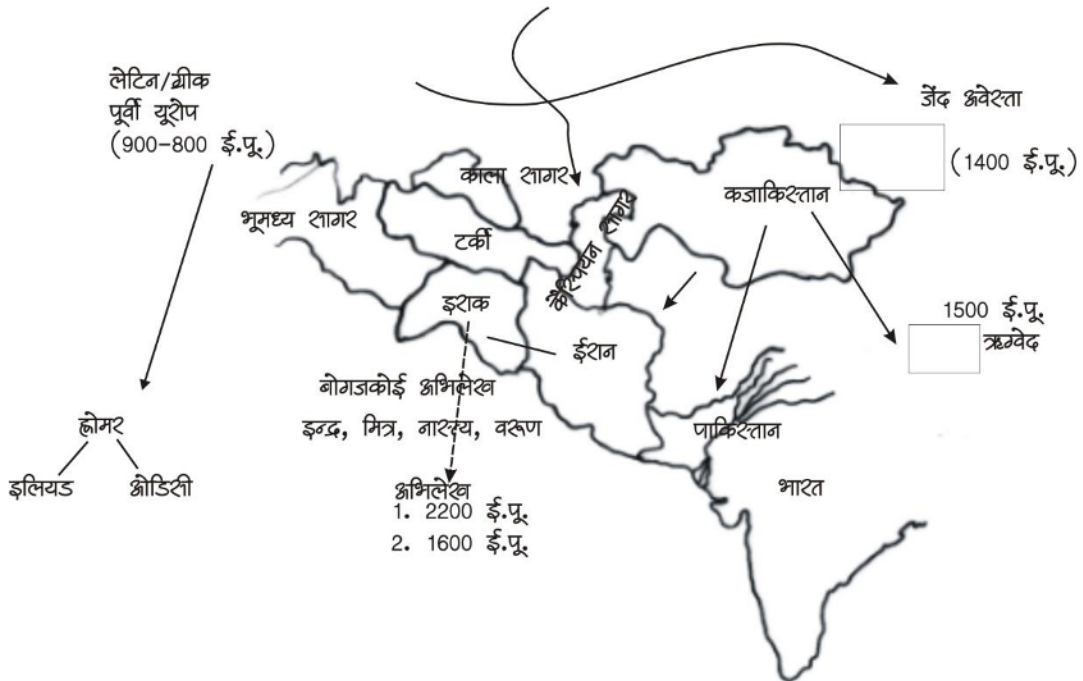 लेटिन/ग्रीक
पूर्वी यूरोप
(900-800 ई.पू.)
जेंद अवेस्ता
(1400 ई.पू.)
काला सागर
कजाकिस्तान
भूमध्य सागर
टर्की
कैस्पियन सागर
इराक
ईरान
1500 ई.पू.
ऋग्वेद
बोगजकोई अभिलेख
इन्द्र, मित्र, नास्त्य, वरूण
पाकिस्तान
होमर
इलियड
ओडिसी
अभिलेख
1. 2200 ई.पू.
2. 1600 ई.पू.
भारत